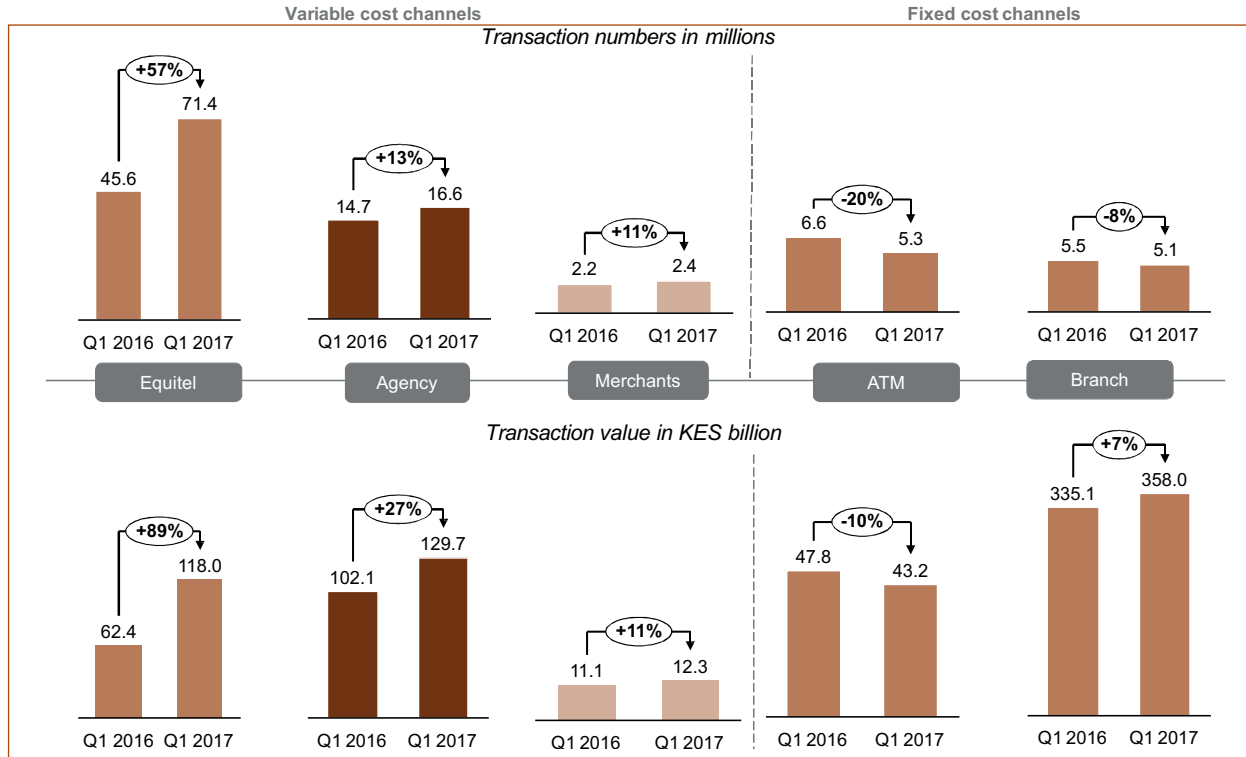 Variable cost channels
Fixed cost channels
Transaction numbers in millions
+57%
45.6
71.4
Q1 2016
Q1 2017
+13%
14.7
16.6
Q1 2016
Q1 2017
+11%
2.2
2.4
Q1 2016
Q1 2017
-20%
6.6
5.3
Q1 2016
Q1 2017
-8%
5.5
5.1
Q1 2016
Q1 2017
Equitel
Agency
Merchants
ATM
Branch
Transaction value in KES billion
+89%
62.4
118.0
Q1 2016
Q1 2017
+27%
102.1
129.7
Q1 2016
Q1 2017
+11%
11.1
12.3
Q1 2016
Q1 2017
-10%
47.8
43.2
Q1 2016
Q1 2017
+7%
335.1
358.0
Q1 2016
Q1 2017